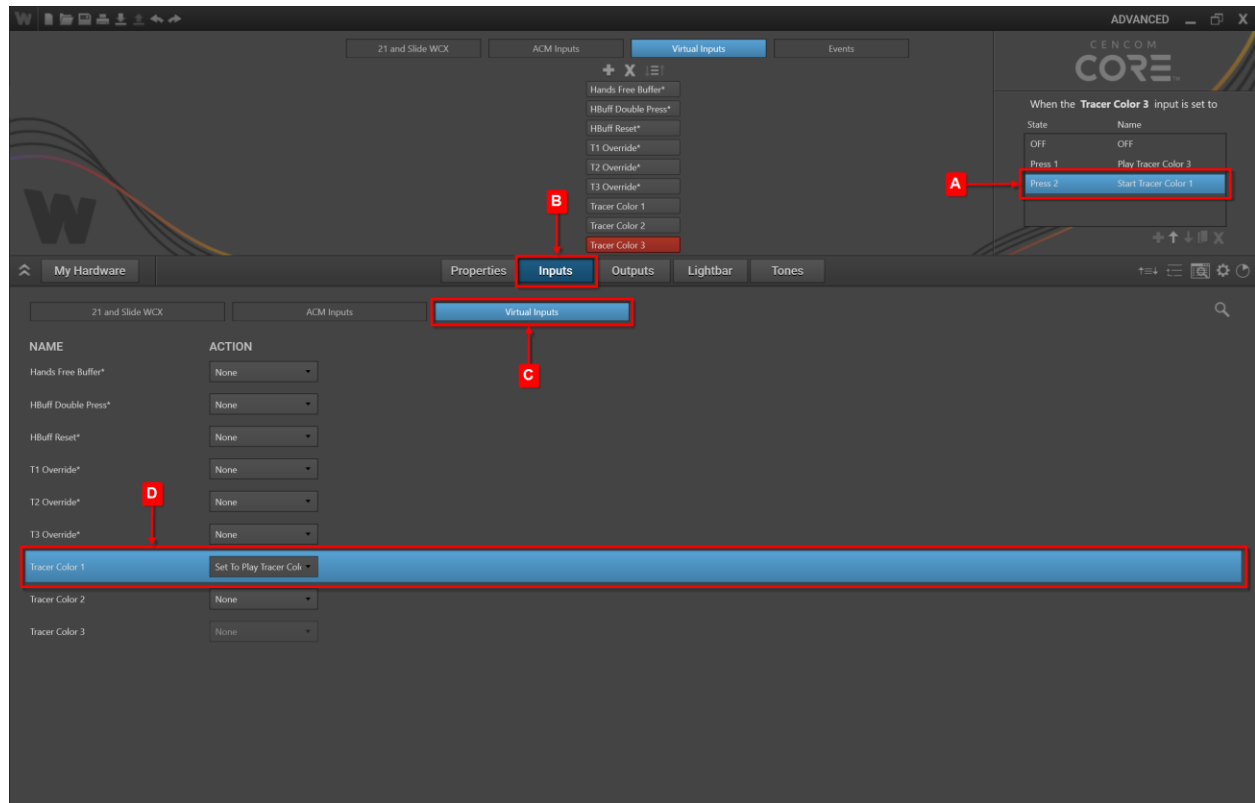 W ADVANCED X
21 and Slide WCX ACM Inputs Virtual Inputs Events
CENCOM
CORE™
Hands Free Buffer*
HBuff Double Press*
HBuff Reset*
T1 Override*
T2 Override*
T3 Override*
Tracer Color 1
Tracer Color 2
Tracer Color 3
When the Tracer Color 3 input is set to
State Name
OFF OFF
Press 1 Play Tracer Color 3
Press 2 Start Tracer Color 1
A
B
W
My Hardware Properties Inputs Outputs Lightbar Tones
21 and Slide WCX ACM Inputs Virtual Inputs
C
NAME ACTION
Hands Free Buffer* None
HBuff Double Press* None
HBuff Reset* None
T1 Override* None
T2 Override* None
D
T3 Override* None
Tracer Color 1 Set To Play Tracer Col
Tracer Color 2 None
Tracer Color 3 None